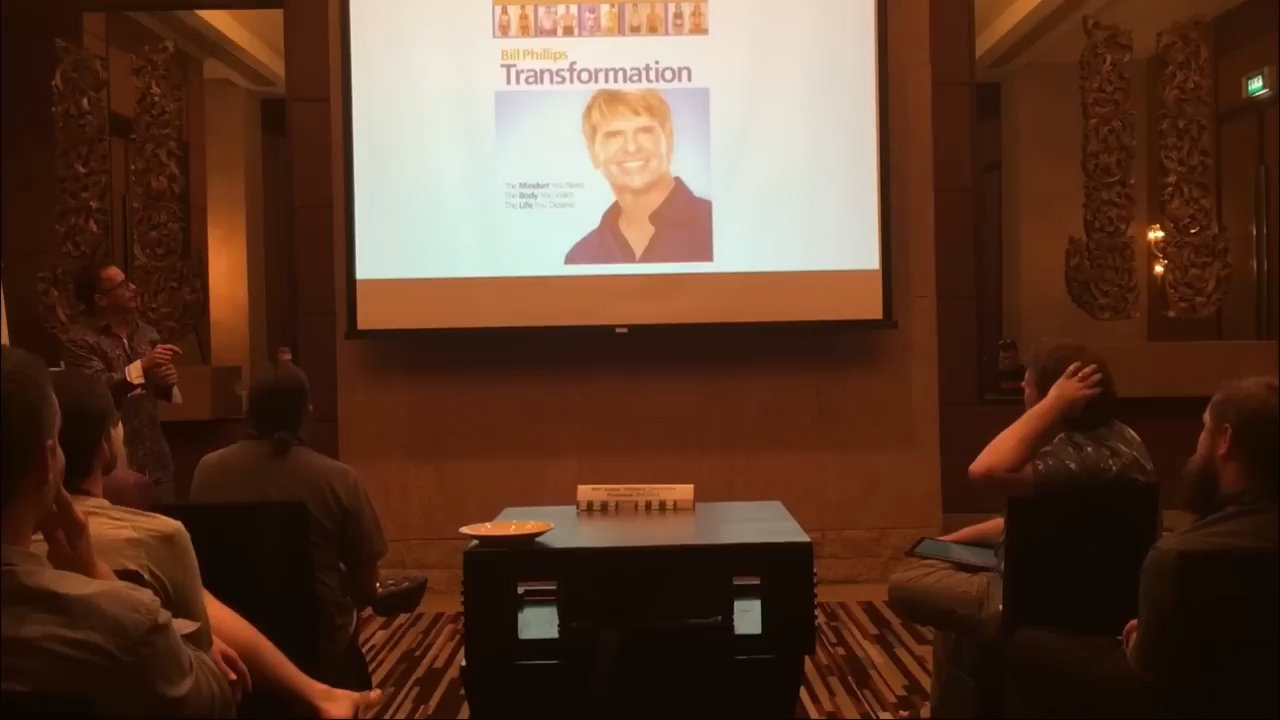 Bill Phillips
Transformation
The Mindset You Need
The Body You Want
The Life You Deserve